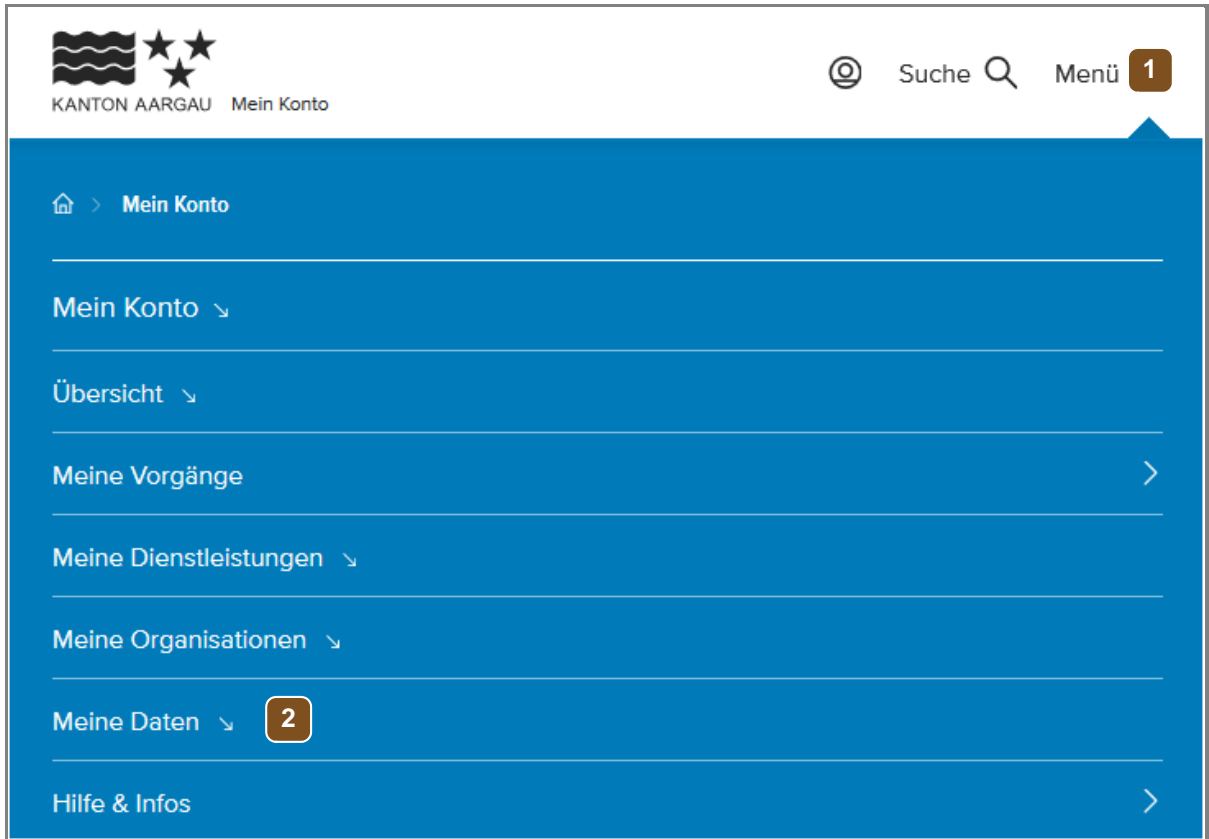 KANTON AARGAU Mein Konto
Suche Menü 1
Mein Konto
Mein Konto
Übersicht
Meine Vorgänge
Meine Dienstleistungen
Meine Organisationen
Meine Daten 2
Hilfe & Infos